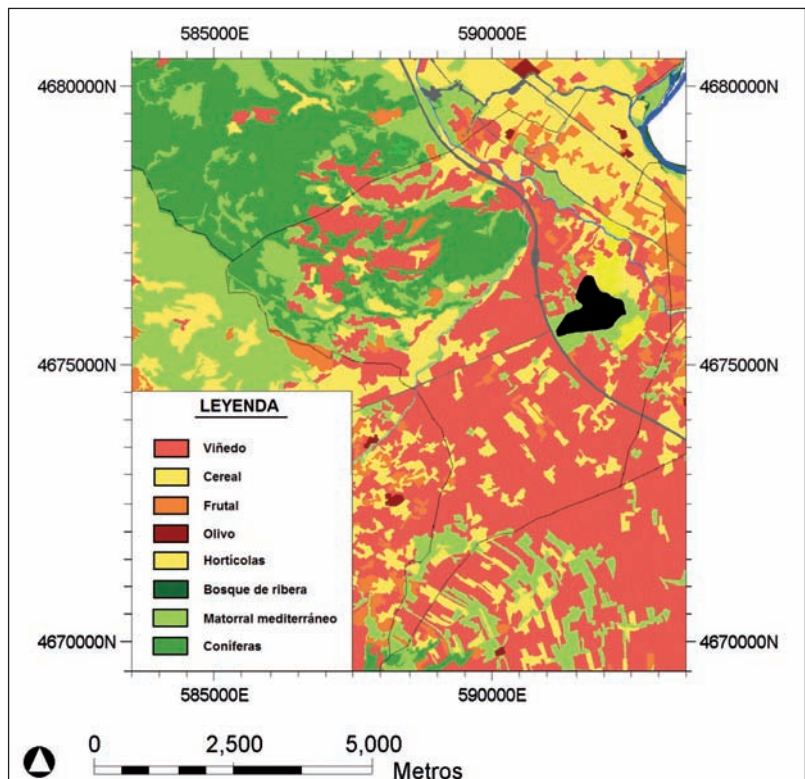 585000E 590000E
4680000N 4680000N
4675000N 4675000N
LEYENDA
Viñedo
Cereal
Frutal
Olivo
Hortícolas
Bosque de ribera
Matorral mediterráneo
Coníferas
4670000N 4670000N
585000E 590000E
0 2,500 5,000
Metros